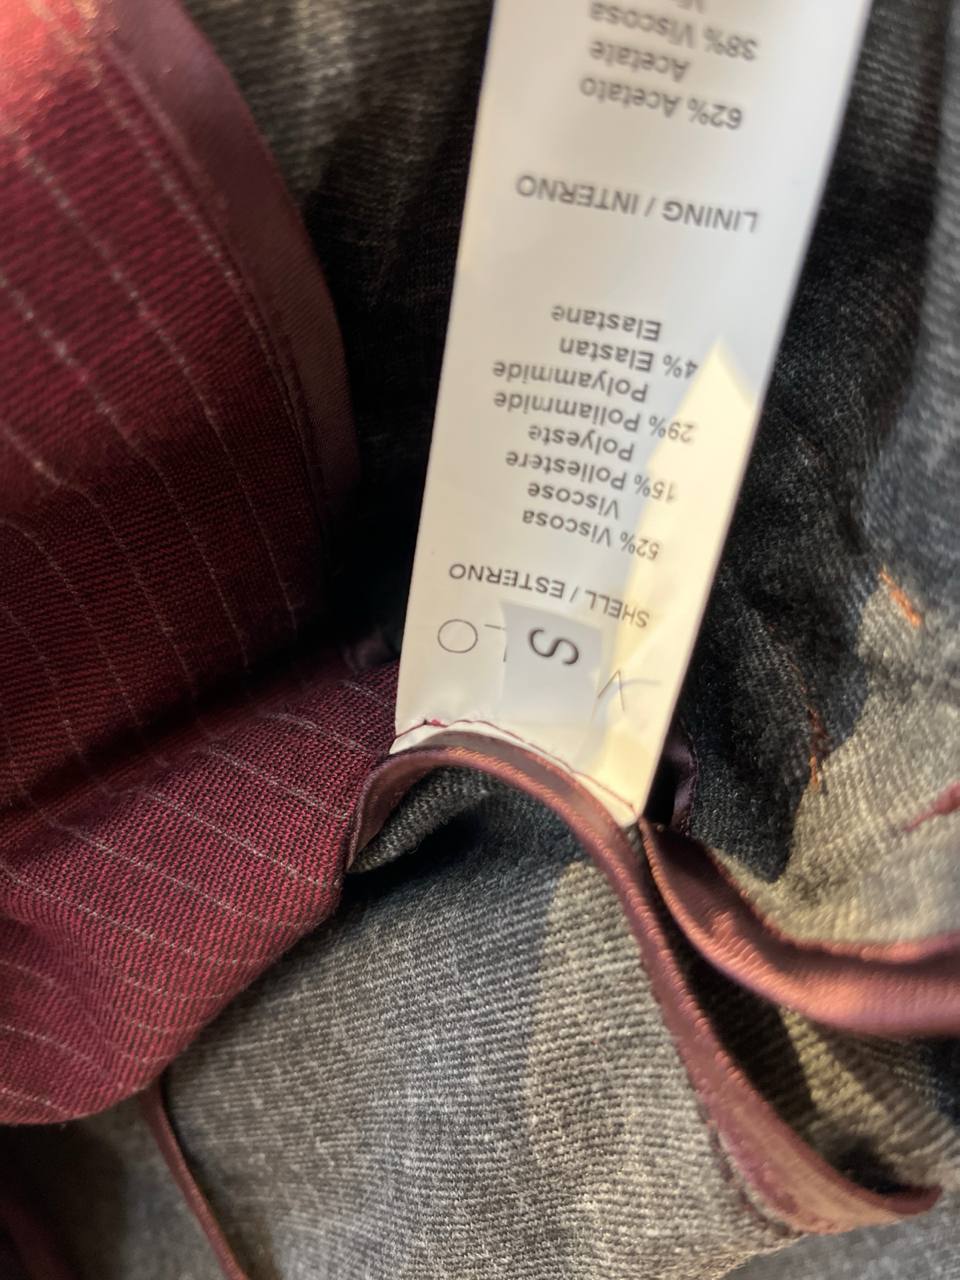 S
SHELL / ESTERNO
52% Viscosa
Viscose
15% Poliestere
Polyeste
29% Poliammide
Polyammide
4% Elastan
Elastane
LINING / INTERNO
62% Acetato
Acetate
38% Viscosa